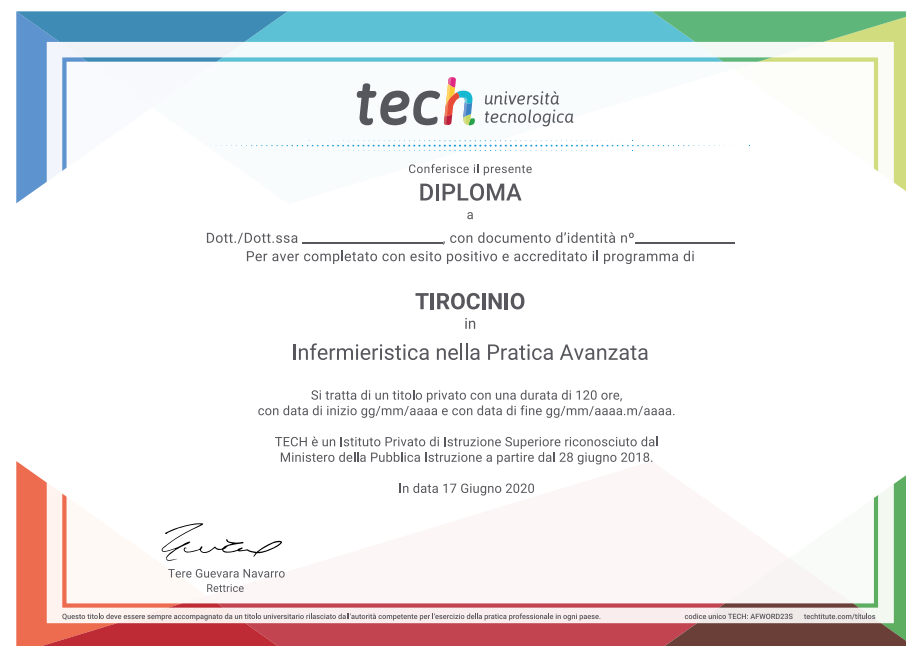 tech università
tecnologica
Conferisce il presente
DIPLOMA
a
Dott./Dott.ssa ________________, con documento d'identità nº____________
Per aver completato con esito positivo e accreditato il programma di
TIROCINIO
in
Infermieristica nella Pratica Avanzata
Si tratta di un titolo privato con una durata di 120 ore,
con data di inizio gg/mm/aaaa e con data di fine gg/mm/aaaa.m/aaaa.
TECH è un Istituto Privato di Istruzione Superiore riconosciuto dal
Ministero della Pubblica Istruzione a partire dal 28 giugno 2018.
In data 17 Giugno 2020
Tere Guevara Navarro
Rettrice
Questo titolo deve essere sempre accompagnato da un titolo universitario rilasciato dall'autorità competente per l'esercizio della pratica professionale in ogni paese. codice unico TECH: AFWORD23S techtitute.com/titulos